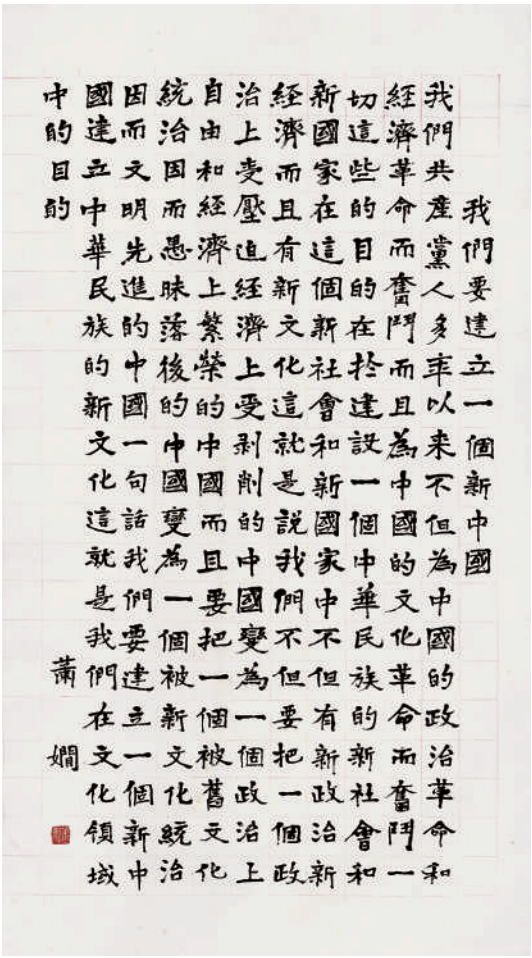 我們要建立一個新中國
我們共產黨人多年以来不但為中國的政治革命和
經濟革命而奮鬥而且為中國的文化革命而奮鬥一
切這些的目的在於建設一個中華民族的新社會和
新國家在這個新社會和新國家中不但有新政治新
經濟而且有新文化這就是說我們不但要把一個政
治上受壓迫經濟上受剥削的中國變為一個政治上
自由和經濟上繁榮的中國而且要把一個被舊文化
統治因而愚昧落後的中國變為一個被新文化統治
因而文明先進的中國一句話我們要建立一個新中
國建立中華民族的新文化這就是我們在文化領域
中的目的
蕭嫺